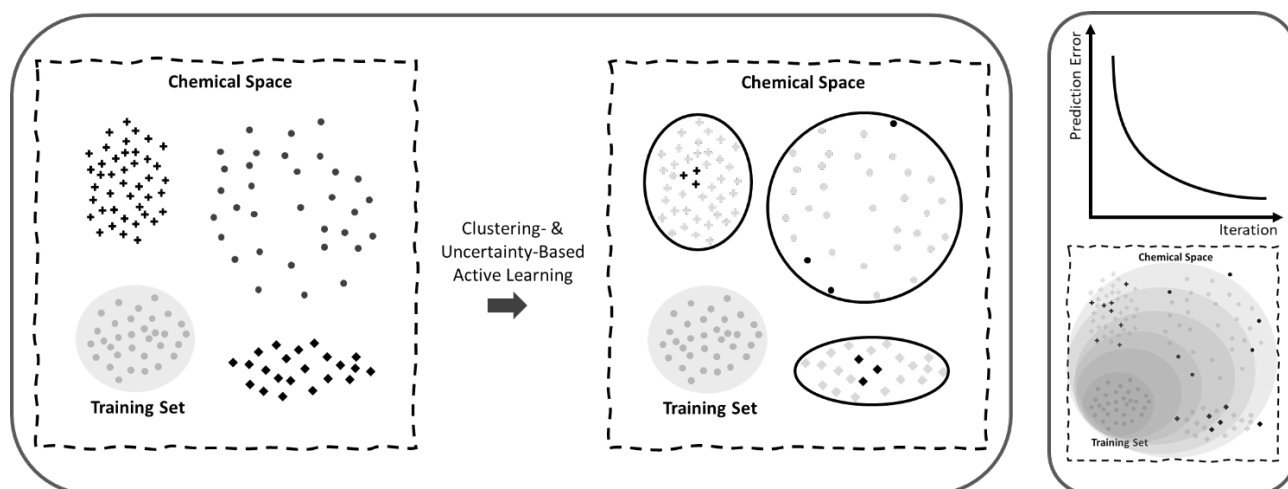 Chemical Space
Training Set
Clustering- &
Uncertainty-Based
Active Learning
Chemical Space
Training Set
Prediction Error
Iteration
Chemical Space
Training Set